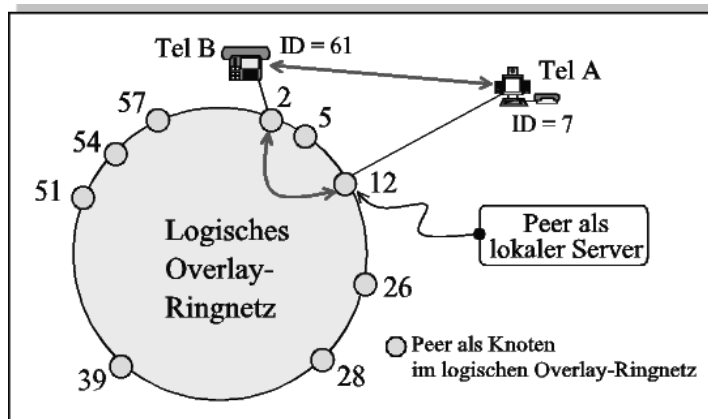 Tel B
ID = 61
Tel A
ID = 7
57
2
5
54
12
51
Logisches
Overlay-
Ringnetz
Peer als
lokaler Server
26
39
28
Peer als Knoten
im logischen Overlay-Ringnetz